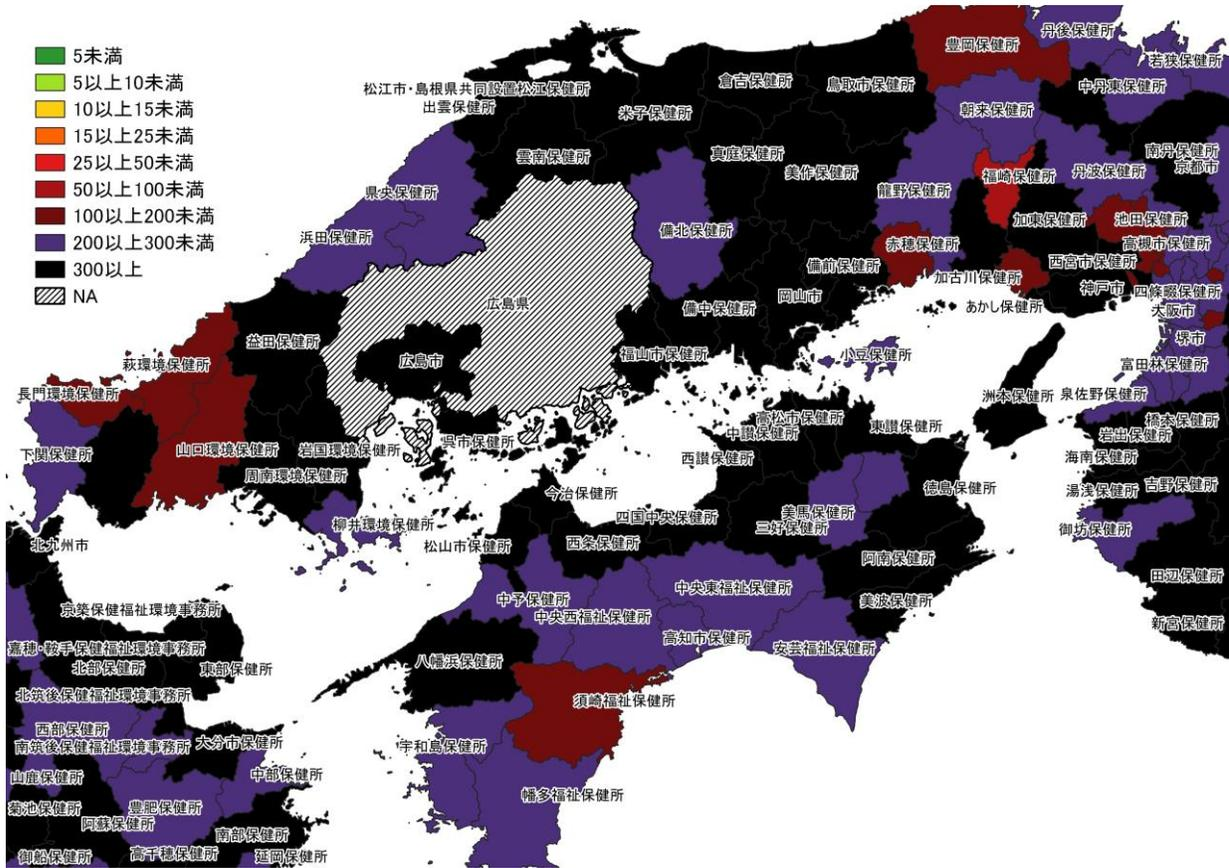 5未満
5以上10未満
10以上15未満
15以上25未満
25以上50未満
50以上100未満
100以上200未満
200以上300未満
300以上
NA
丹後保健所
豊岡保健所
若狭保健所
中丹東保健所
倉吉保健所
鳥取市保健所
松江市・島根県共同設置松江保健所
出雲保健所
米子保健所
朝来保健所
雲南保健所
真庭保健所
美作保健所
福崎保健所
丹波保健所
南丹保健所
京都市
県央保健所
龍野保健所
浜田保健所
備北保健所
加東保健所
池田保健所
赤穂保健所
高槻市保健所
備前保健所
加古川保健所
西宮市保健所
神戸市
四條畷保健所
広島県
備中保健所
岡山市
あかし保健所
大阪市
益田保健所
広島市
福山市保健所
小豆保健所
堺市
萩環境保健所
富田林保健所
長門環境保健所
洲本保健所
泉佐野保健所
高松市保健所
中讃保健所
東讃保健所
橋本保健所
岩出保健所
山口環境保健所
岩国環境保健所
呉市保健所
下関保健所
西讃保健所
海南保健所
周南環境保健所
今治保健所
徳島保健所
湯浅保健所
吉野保健所
四国中央保健所
美馬保健所
三好保健所
柳井環境保健所
御坊保健所
北九州市
松山市保健所
西条保健所
阿南保健所
田辺保健所
中央東福祉保健所
中予保健所
美波保健所
京築保健福祉環境事務所
中央西福祉保健所
新宮保健所
高知市保健所
安芸福祉保健所
嘉穂・鞍手保健福祉環境事務所
北部保健所
東部保健所
八幡浜保健所
北筑後保健福祉環境事務所
須崎福祉保健所
西部保健所
南筑後保健福祉環境事務所
大分市保健所
宇和島保健所
山鹿保健所
中部保健所
幡多福祉保健所
菊池保健所
豊肥保健所
阿蘇保健所
南部保健所
御船保健所
高千穂保健所
延岡保健所